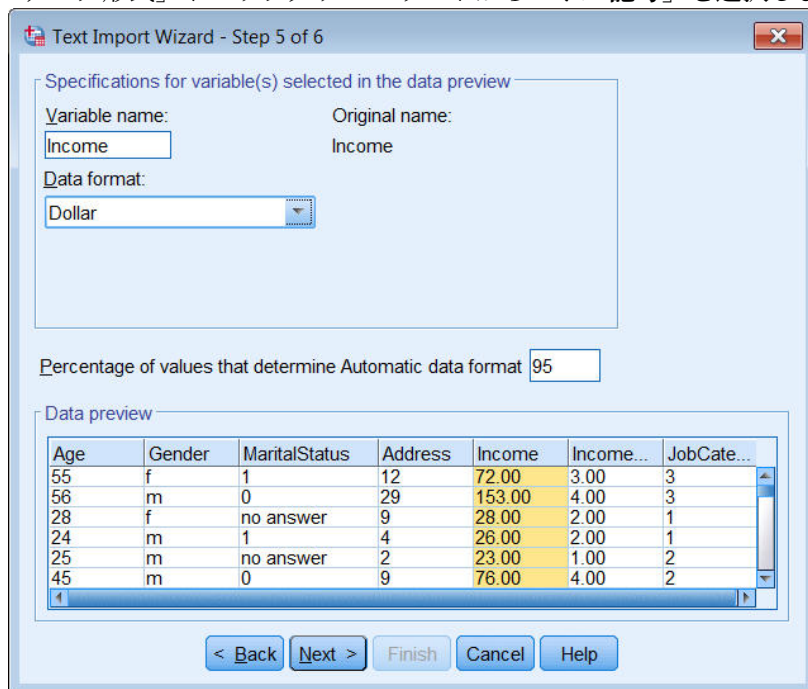 Text Import Wizard - Step 5 of 6
Specifications for variable(s) selected in the data preview
Variable name: Original name:
Income Income
Data format:
Dollar
Percentage of values that determine Automatic data format 95
Data preview
Age Gender MaritalStatus Address Income Income... JobCate...
55 f 1 12 72.00 3.00 3
56 m 0 29 153.00 4.00 3
28 f no answer 9 28.00 2.00 1
24 m 1 4 26.00 2.00 1
25 m no answer 2 23.00 1.00 2
45 m 0 9 76.00 4.00 2
< Back Next > Finish Cancel Help